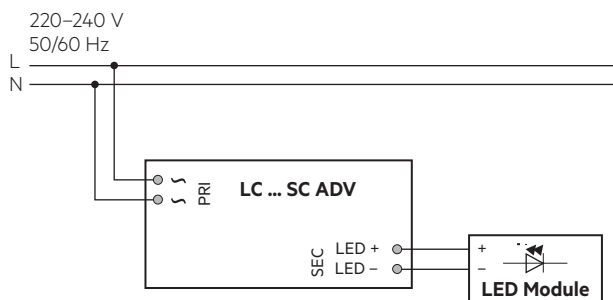 220–240 V
50/60 Hz
L
N
~
~
PRI
LC ... SC ADV
SEC
LED +
LED –
+
–
LED Module